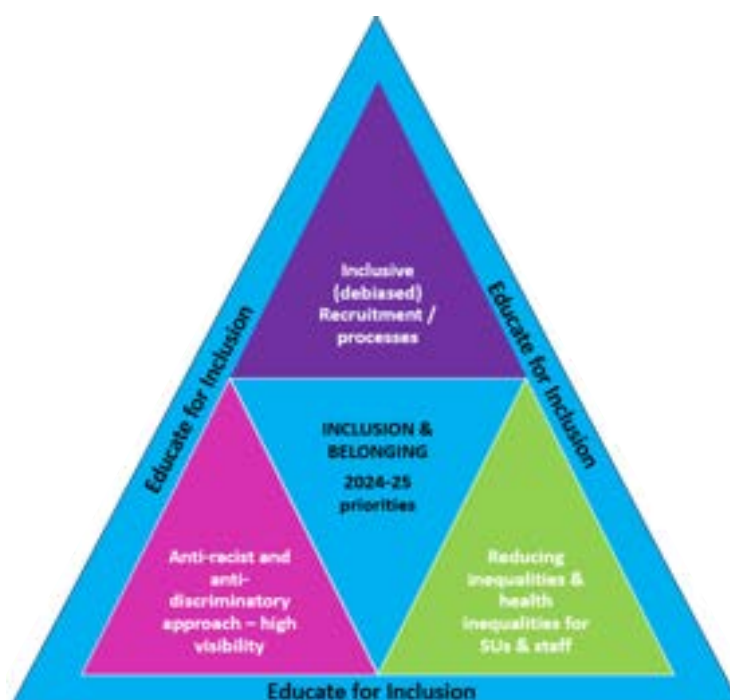 Inclusive
(debiased)
Recruitment /
processes
Educate for Inclusion
Educate for Inclusion
INCLUSION &
BELONGING
2024-25
priorities
Anti-racist and
anti-
discriminatory
approach – high
visibility
Reducing
inequalities &
health
inequalities for
SUs & staff
Educate for Inclusion